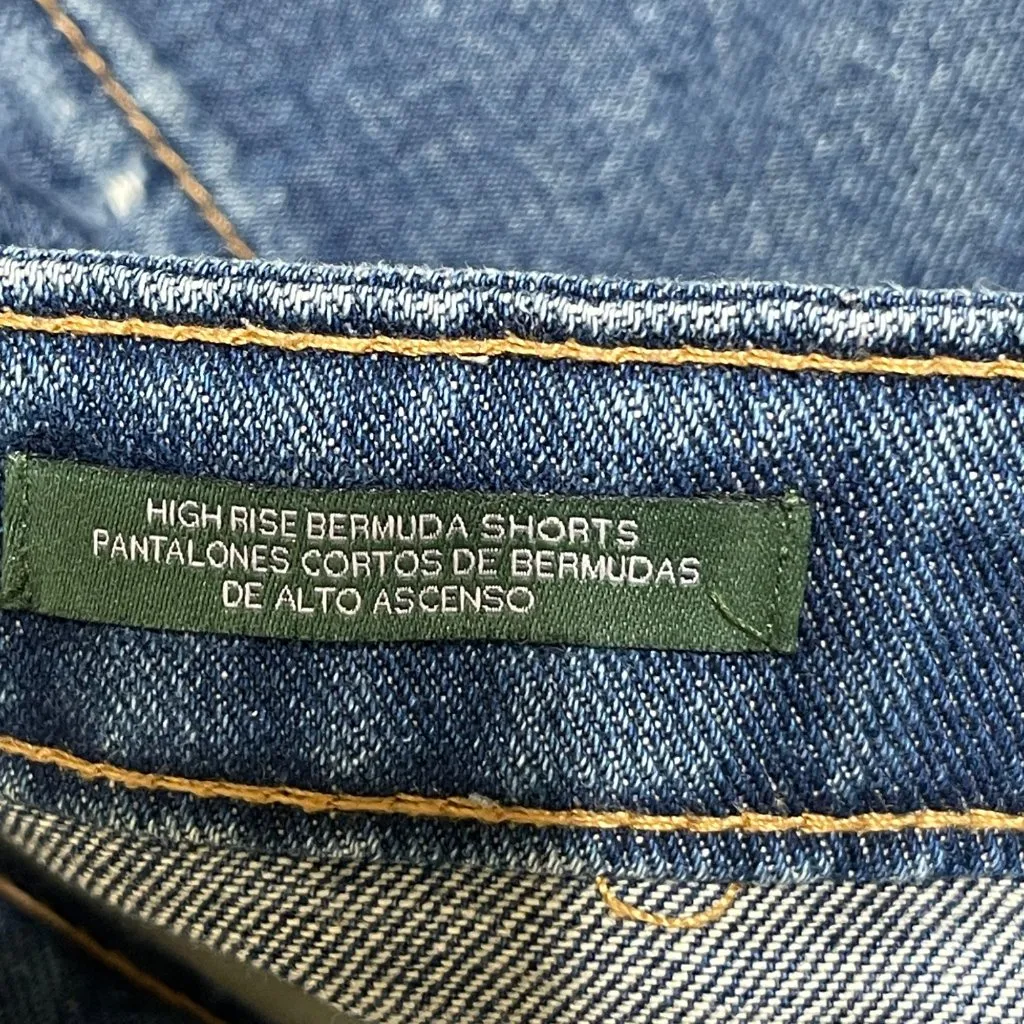 HIGH RISE BERMUDA SHORTS
PANTALONES CORTOS DE BERMUDAS
DE ALTO ASCENSO